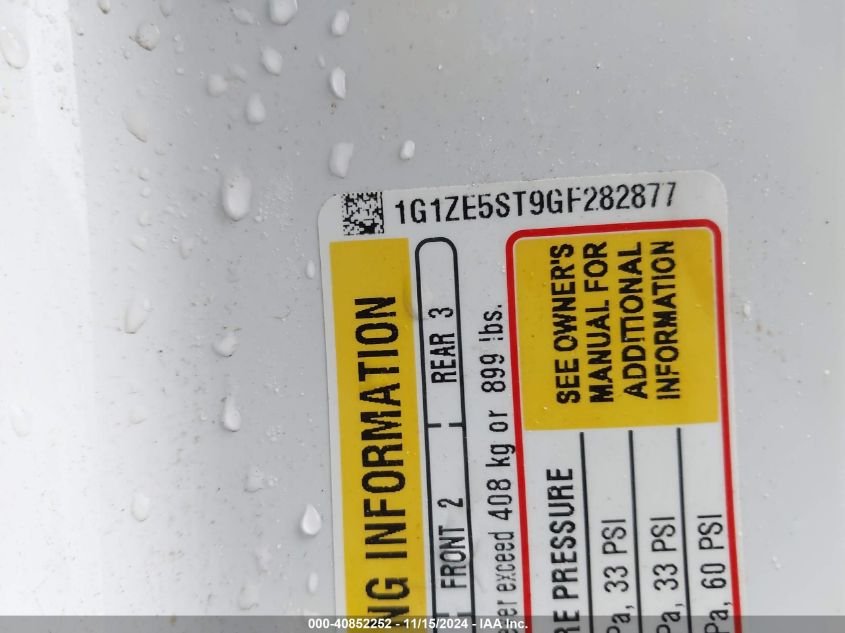 1G1ZE5ST9GF282877
NG INFORMATION
FRONT 2 REAR 3
exceed 408 kg or 899 lbs.
SEE OWNER'S
MANUAL FOR
ADDITIONAL
INFORMATION
RE PRESSURE
Pa, 33 PSI
Pa, 33 PSI
Pa, 60 PSI
000-40852252 - 11/15/2024 - IAA Inc.